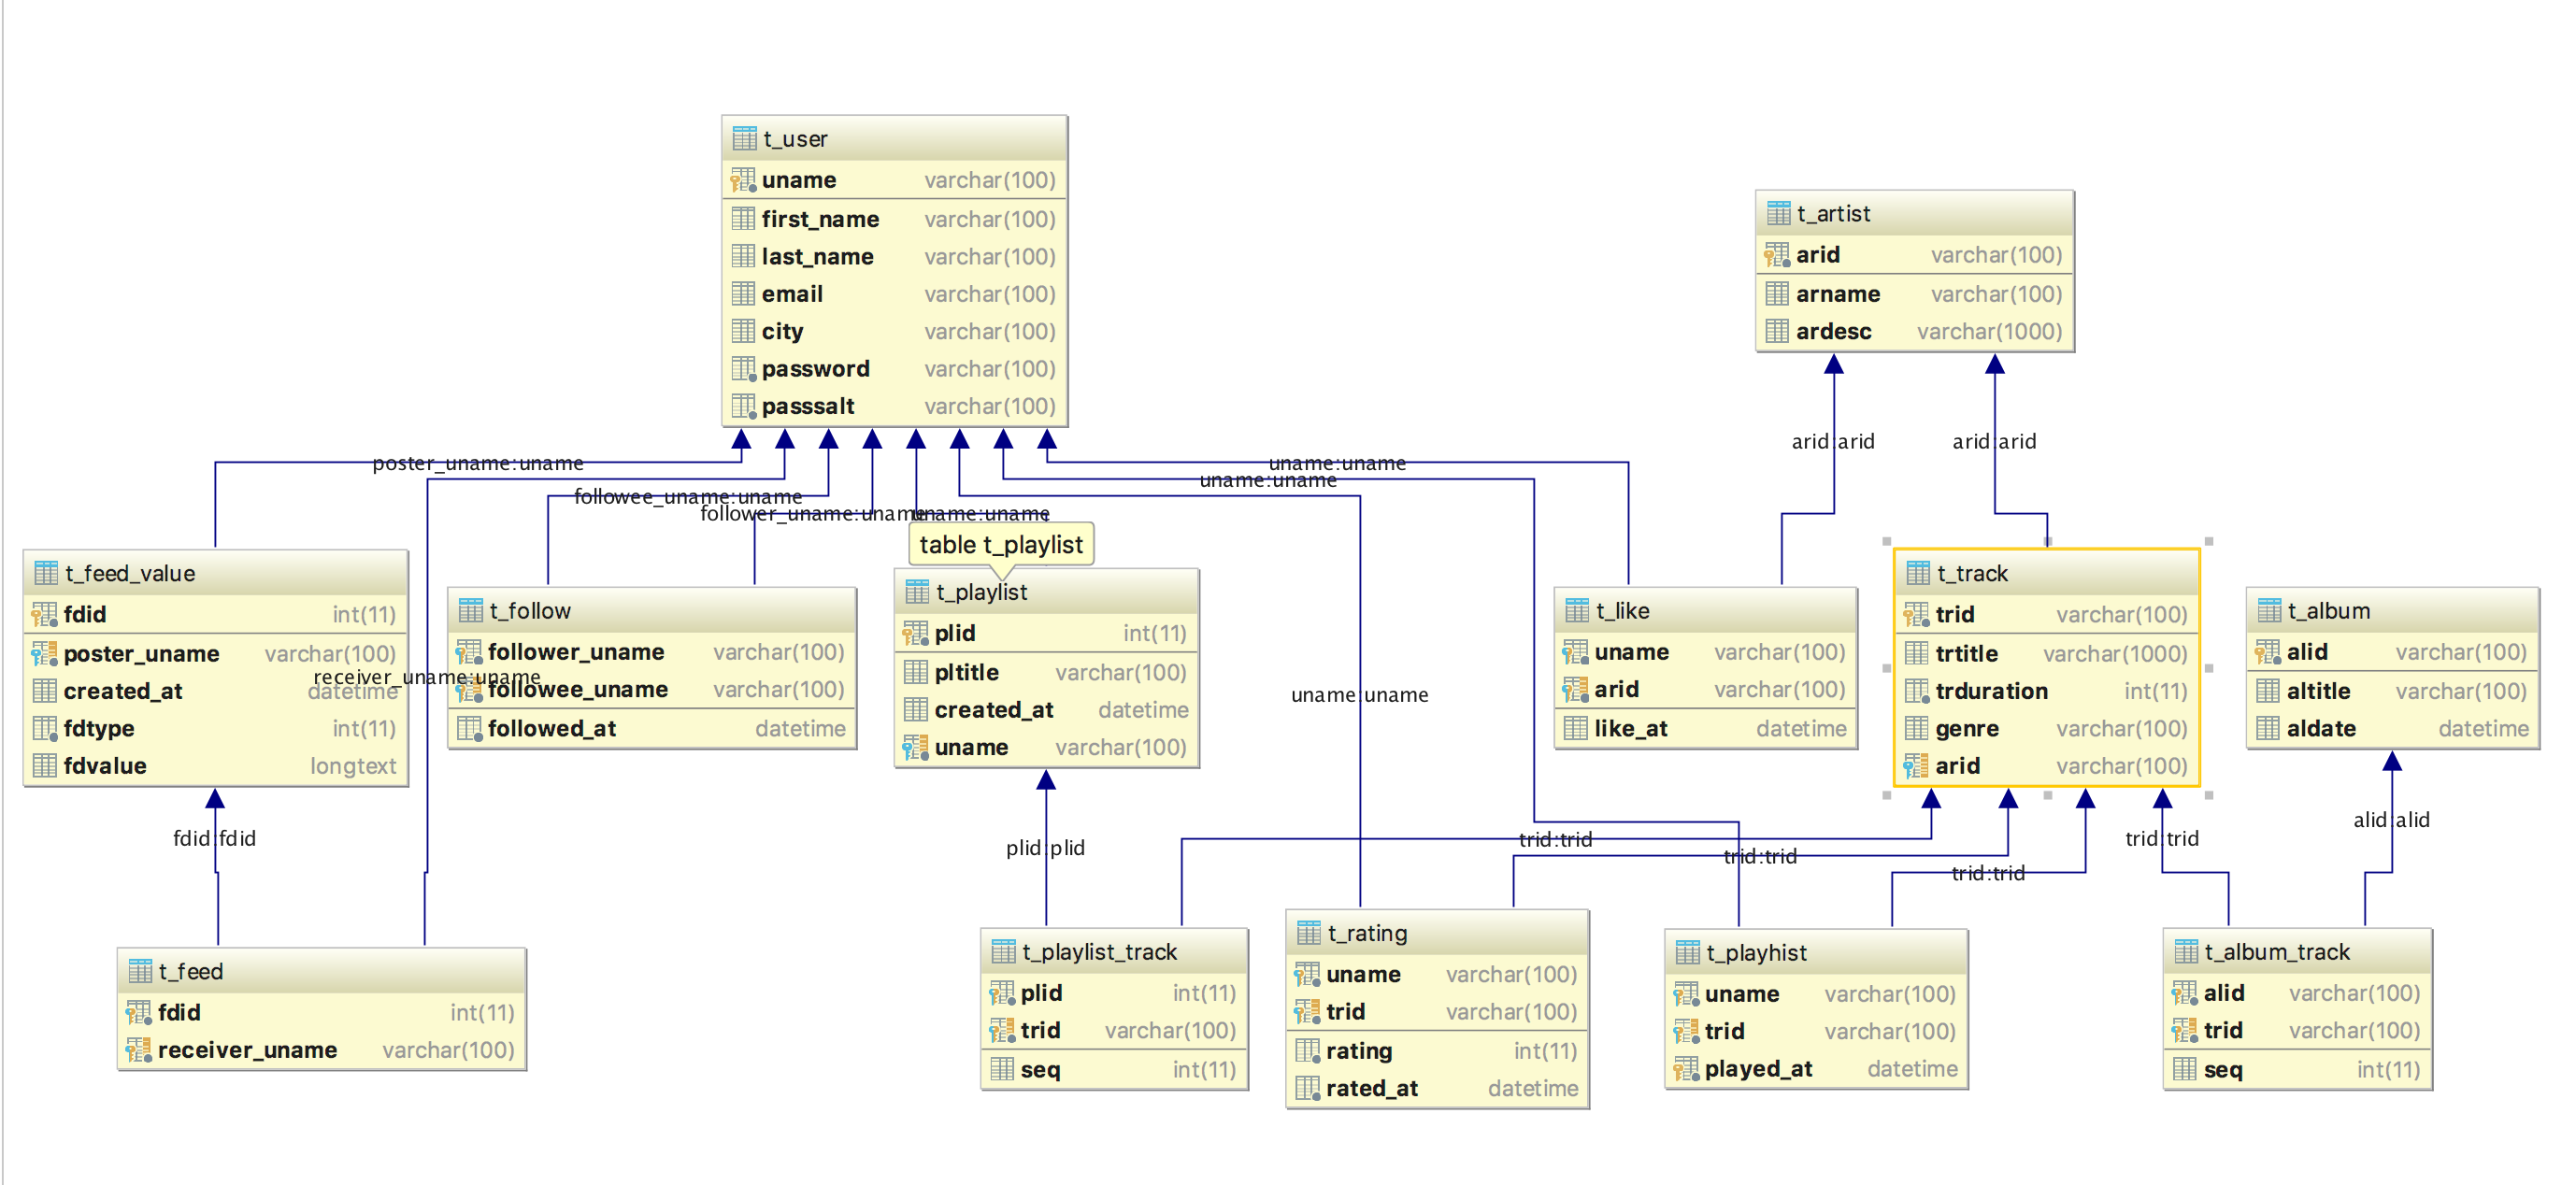 t_user
uname varchar(100)
first_name varchar(100)
last_name varchar(100)
email varchar(100)
city varchar(100)
password varchar(100)
passsalt varchar(100)
t_artist
arid varchar(100)
arname varchar(100)
ardesc varchar(1000)
arid:arid
arid:arid
poster_uname:uname
uname:uname
uname:uname
followee_uname:uname
follower_uname:uname
uname:uname
table t_playlist
t_feed_value
fdid int(11)
poster_uname varchar(100)
created_at datetime
fdtype int(11)
fdvalue longtext
receiver_uname:uname
t_follow
follower_uname varchar(100)
followee_uname varchar(100)
followed_at datetime
t_playlist
plid int(11)
pltitle varchar(100)
created_at datetime
uname varchar(100)
uname:uname
t_like
uname varchar(100)
arid varchar(100)
like_at datetime
t_track
trid varchar(100)
trtitle varchar(1000)
trduration int(11)
genre varchar(100)
arid varchar(100)
t_album
alid varchar(100)
altitle varchar(100)
aldate datetime
fdid:fdid
plid:plid
trid:trid
trid:trid
trid:trid
trid:trid
alid:alid
t_feed
fdid int(11)
receiver_uname varchar(100)
t_playlist_track
plid int(11)
trid varchar(100)
seq int(11)
t_rating
uname varchar(100)
trid varchar(100)
rating int(11)
rated_at datetime
t_playhist
uname varchar(100)
trid varchar(100)
played_at datetime
t_album_track
alid varchar(100)
trid varchar(100)
seq int(11)